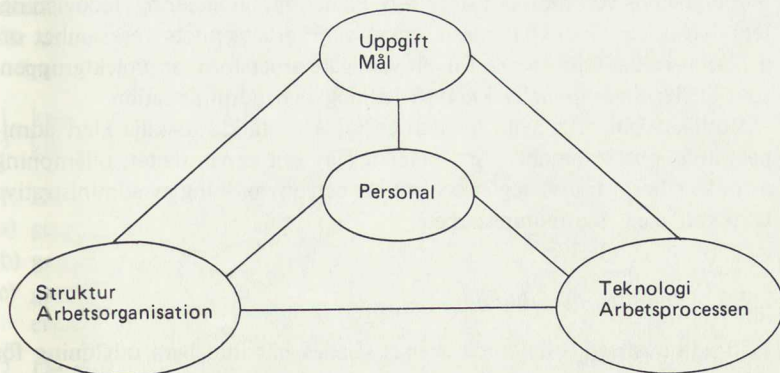 Uppgift
Mål
Personal
Struktur
Arbetsorganisation
Teknologi
Arbetsprocessen